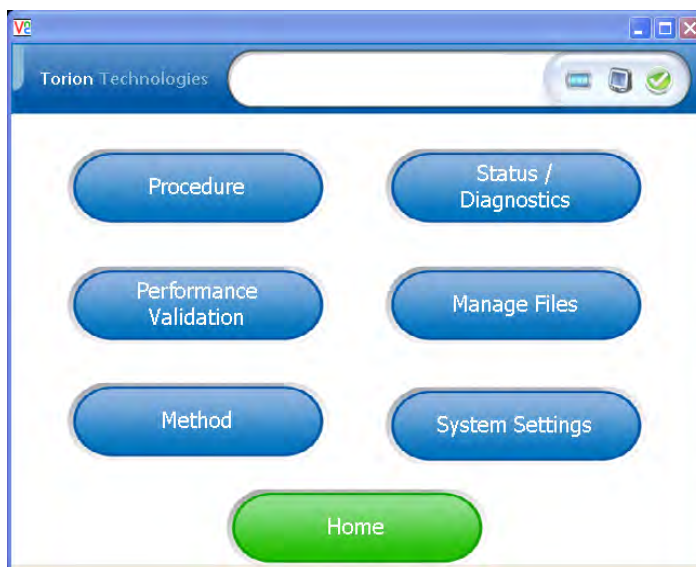 V2
Torion Technologies
Procedure
Status /
Diagnostics
Performance
Validation
Manage Files
Method
System Settings
Home